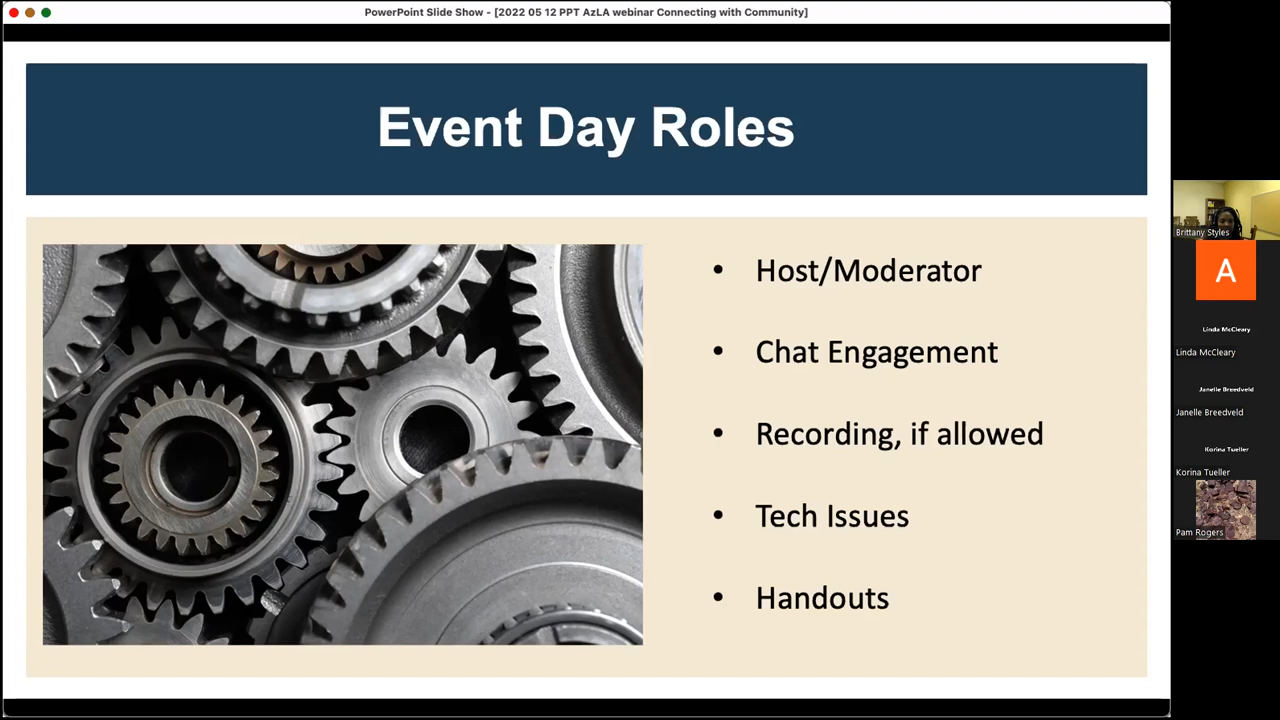 PowerPoint Slide Show - [2022 05 12 PPT AzLA webinar Connecting with Community]
Event Day Roles
• Host/Moderator
• Chat Engagement
• Recording, if allowed
• Tech Issues
• Handouts
Brittany Styles
A
Linda McCleary
Linda McCleary
Janelle Breedveld
Janelle Breedveld
Korina Tueller
Korina Tueller
Pam Rogers